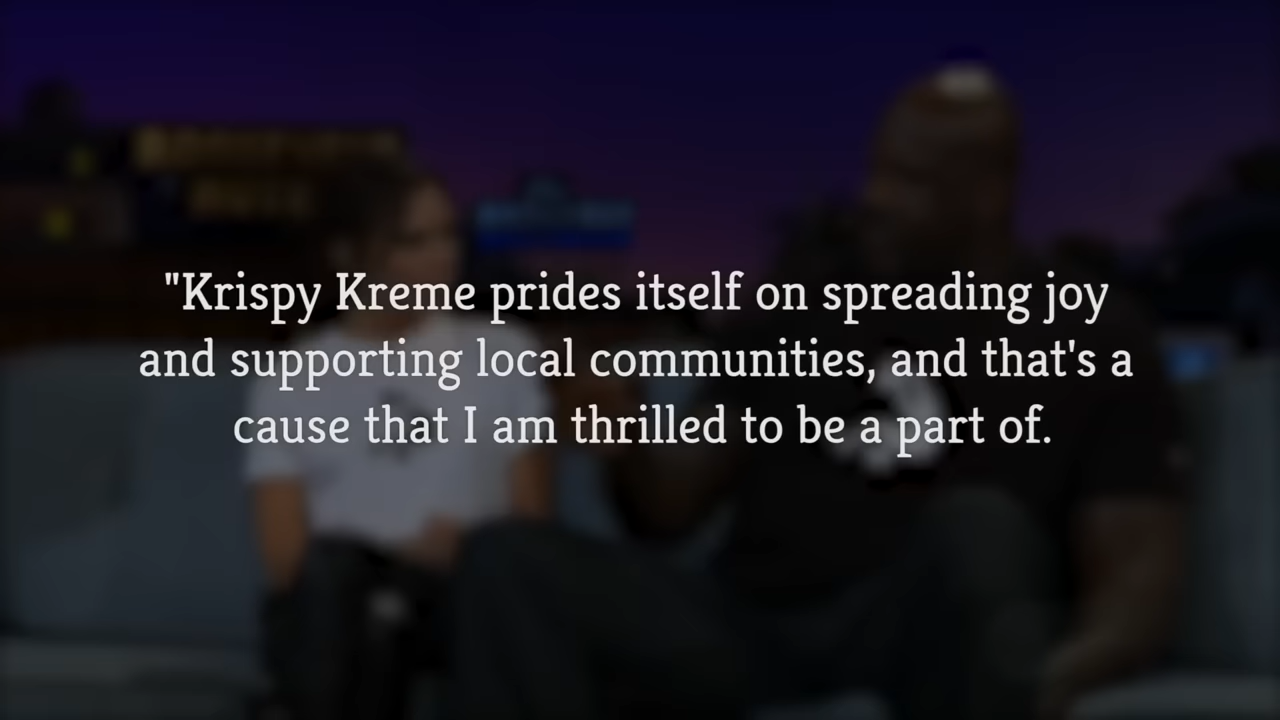 "Krispy Kreme prides itself on spreading joy
and supporting local communities, and that's a
cause that I am thrilled to be a part of.